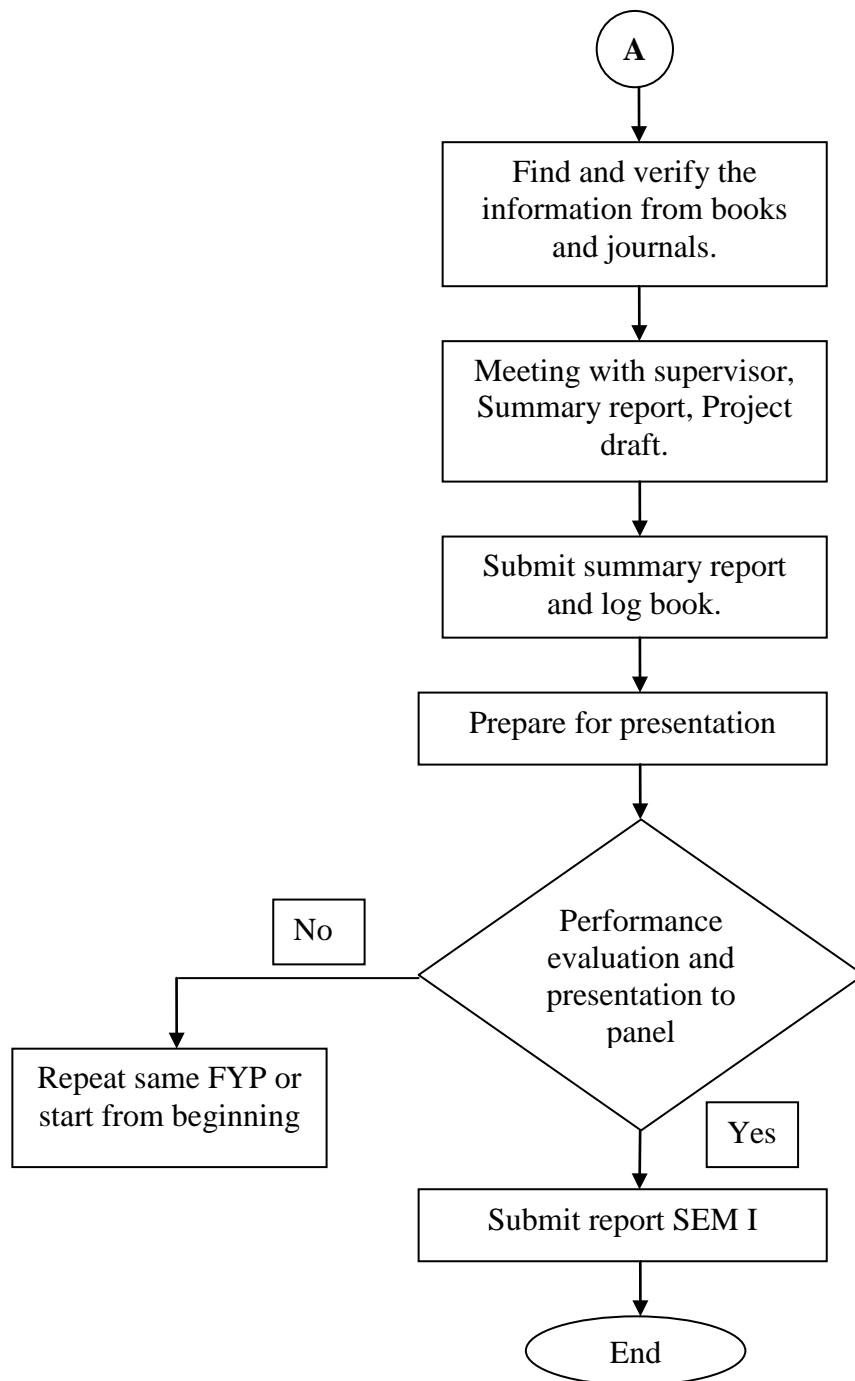 A
Find and verify the
information from books
and journals.
Meeting with supervisor,
Summary report, Project
draft.
Submit summary report
and log book.
Prepare for presentation
No
Performance
evaluation and
presentation to
panel
Repeat same FYP or
start from beginning
Yes
Submit report SEM I
End